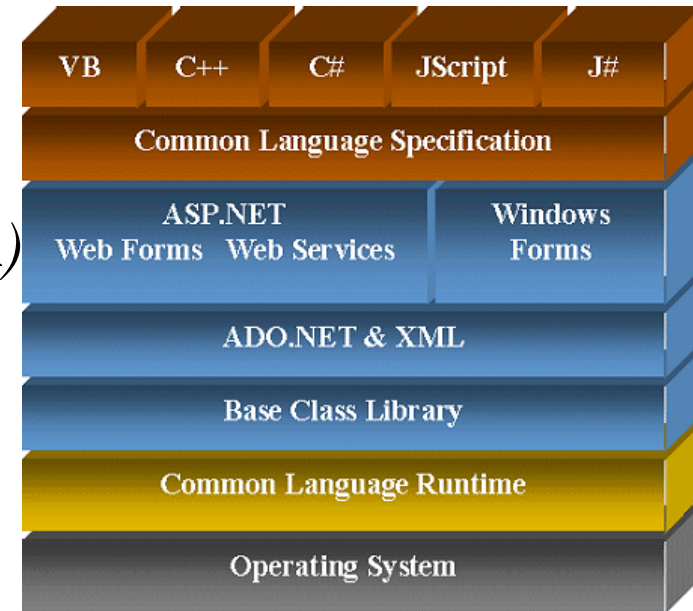 VB C++ C# JScript J#
Common Language Specification
ASP.NET Windows
Web Forms Web Services Forms
)
ADO.NET & XML
Base Class Library
Common Language Runtime
Operating System